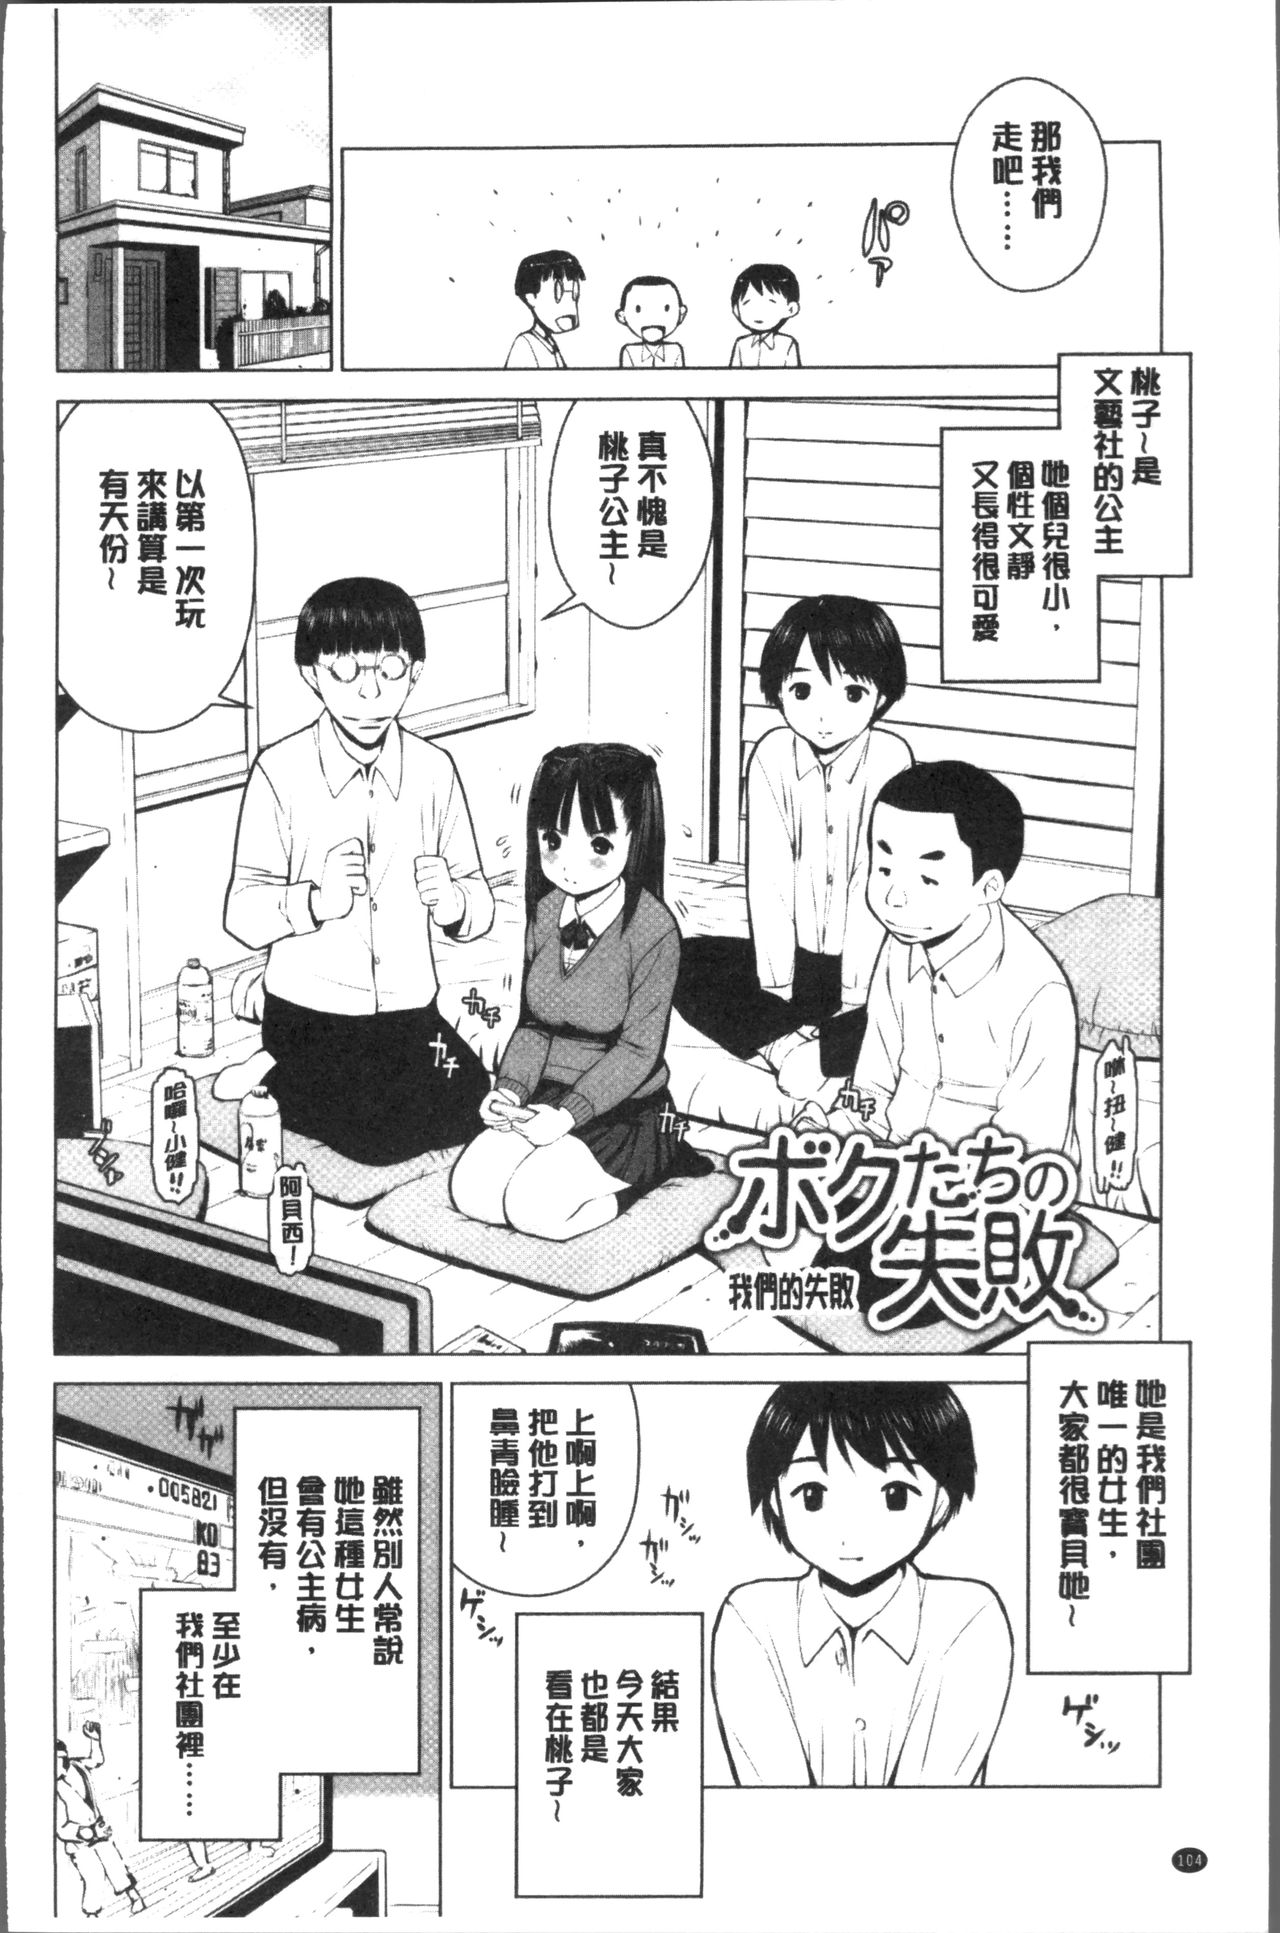 那我們
走吧……
パァ
桃子~是
文藝社的公主
她個兒很小，
個性文靜
又長得很可愛
真不愧是
桃子公主~
以第一次玩
來講算是
有天份~
カチ
カチ
カチ
カチ
咻~扭~健!!
哈囉~小健!!
阿貝西!
ボクたちの
失敗
我們的失敗
她是我們社團
唯一的女生，
大家都很寶貝她~
上啊上啊，
把他打到
鼻青臉腫~
ガッ
ガシッ
ゲシッ
ゲシッ
結果
今天大家
也都是
看在桃子~
雖然別人常說
她這種女生
會有公主病，
但沒有，
至少在
我們社團裡……
ガガガ
.005821
KO
83
104